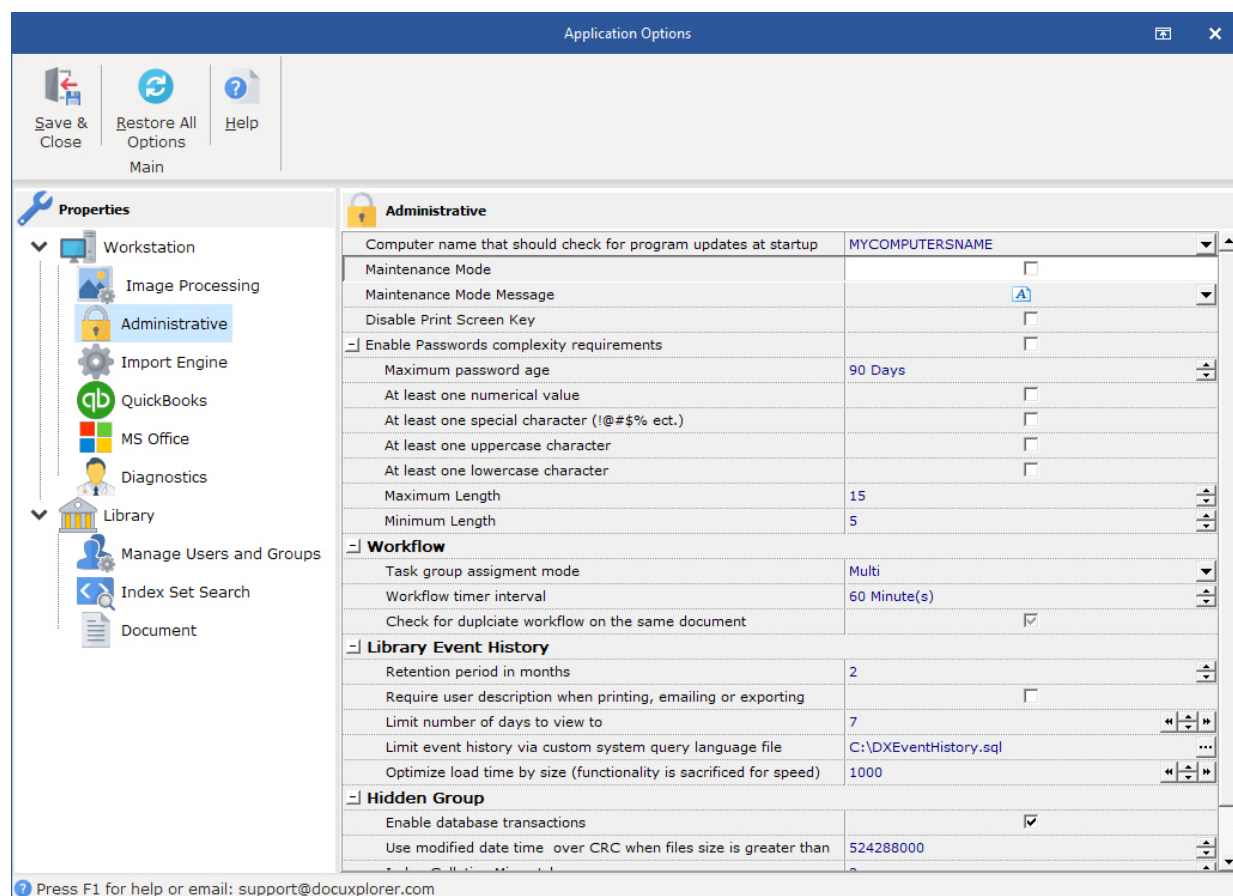 Application Options
Save &
Close
Restore All
Options
Help
Main
Properties
Workstation
Image Processing
Administrative
Import Engine
QuickBooks
MS Office
Diagnostics
Library
Manage Users and Groups
Index Set Search
Document
Administrative
Computer name that should check for program updates at startup MYCOMPUTERSNAME
Maintenance Mode
Maintenance Mode Message
Disable Print Screen Key
Enable Passwords complexity requirements
Maximum password age 90 Days
At least one numerical value
At least one special character (!@#$% ect.)
At least one uppercase character
At least one lowercase character
Maximum Length 15
Minimum Length 5
Workflow
Task group assigment mode Multi
Workflow timer interval 60 Minute(s)
Check for duplciate workflow on the same document
Library Event History
Retention period in months 2
Require user description when printing, emailing or exporting
Limit number of days to view to 7
Limit event history via custom system query language file C:\DXEventHistory.sql
Optimize load time by size (functionality is sacrificed for speed) 1000
Hidden Group
Enable database transactions
Use modified date time over CRC when files size is greater than 524288000
Press F1 for help or email: support@docuxplorer.com